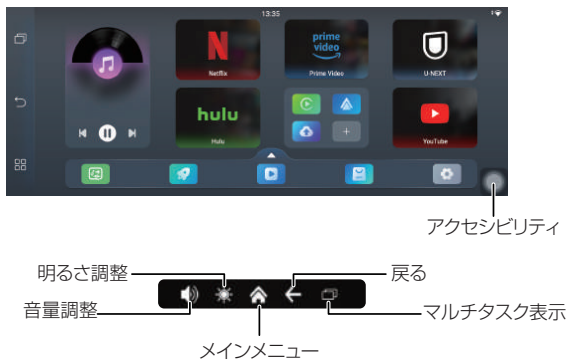 13:35
NETFLIX
Netflix
prime
video
Prime Video
U-NEXT
hulu
Hulu
YouTube
アクセシビリティ
明るさ調整
戻る
音量調整
マルチタスク表示
メインメニュー